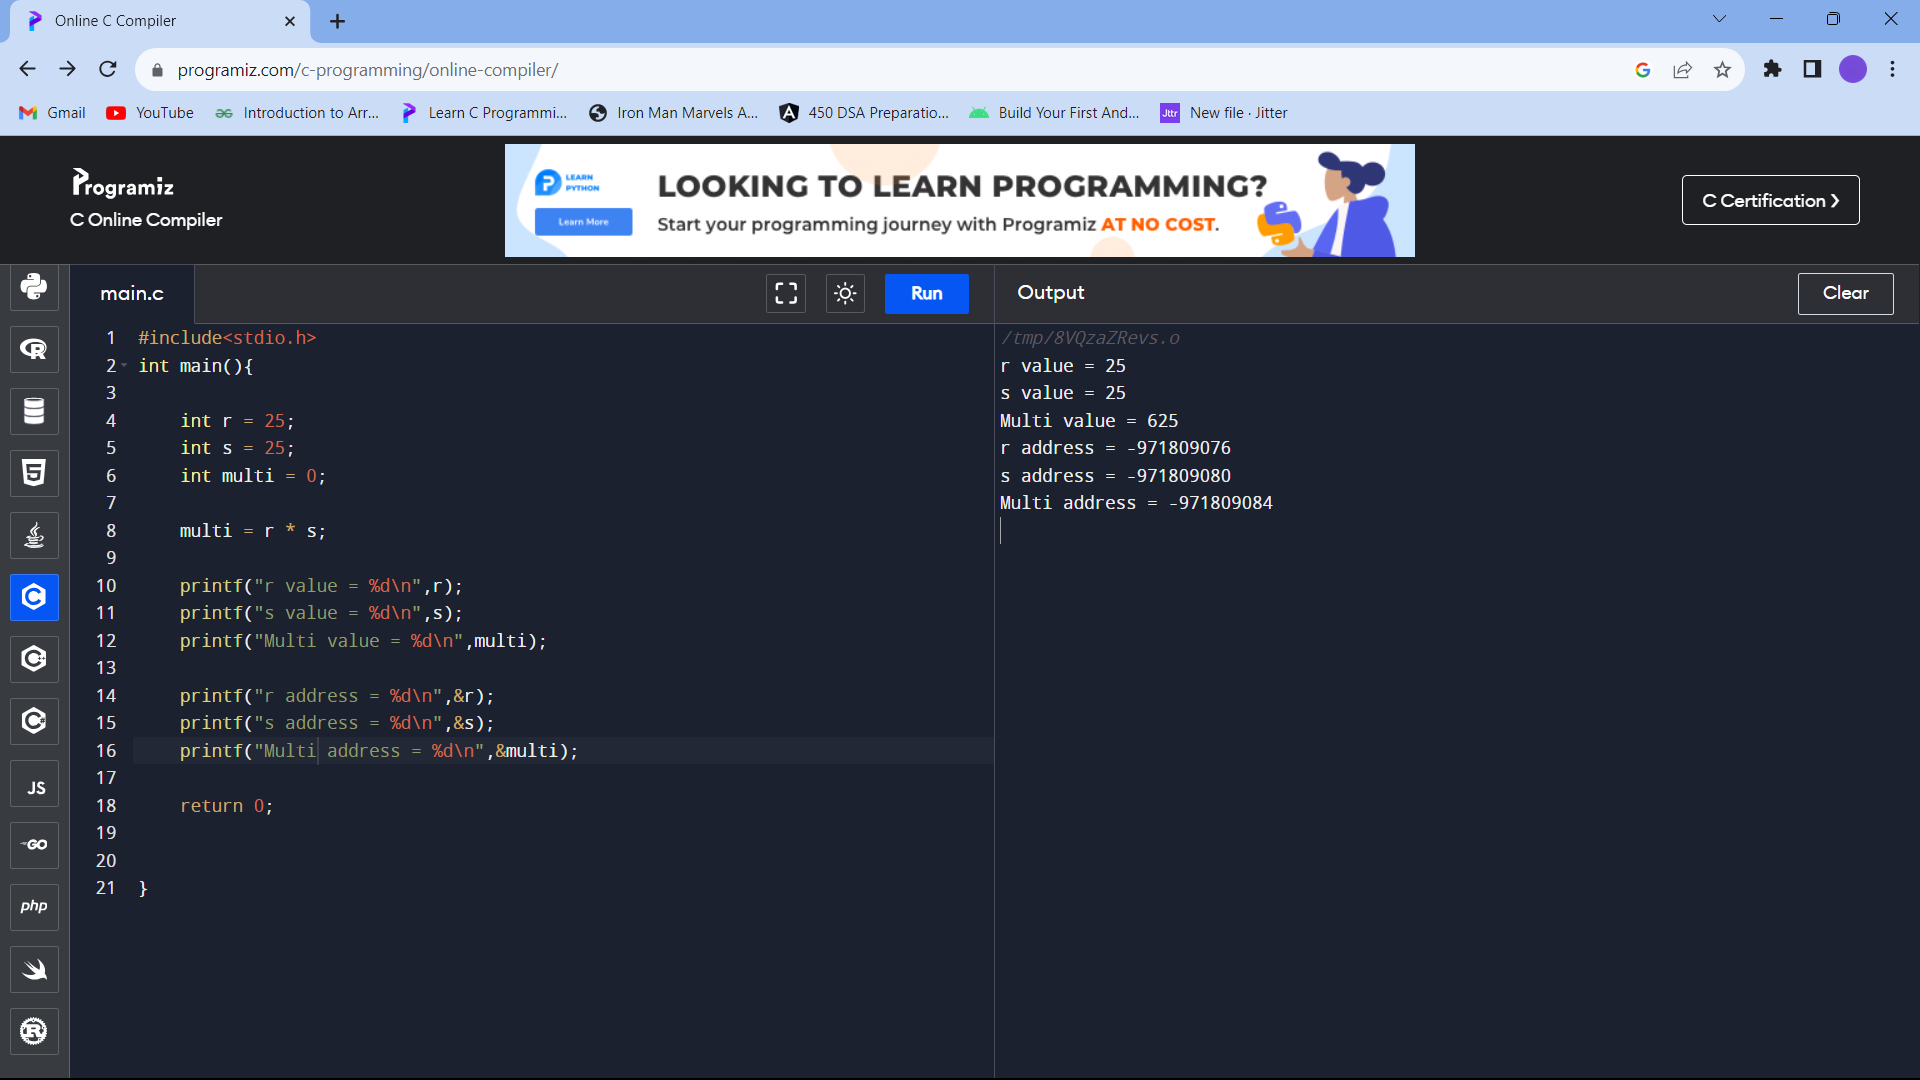 Online C Compiler
programiz.com/c-programming/online-compiler/
Gmail YouTube Introduction to Arr... Learn C Programmi... Iron Man Marvels A... 450 DSA Preparatio... Build Your First And... Jttr New file · Jitter
Programiz
C Online Compiler
LEARN
PYTHON
Learn More
LOOKING TO LEARN PROGRAMMING?
Start your programming journey with Programiz AT NO COST.
C Certification ❯
main.c
Run
1 #include<stdio.h>
2 int main(){
3
4 int r = 25;
5 int s = 25;
6 int multi = 0;
7
8 multi = r * s;
9
10 printf("r value = %d\n",r);
11 printf("s value = %d\n",s);
12 printf("Multi value = %d\n",multi);
13
14 printf("r address = %d\n",&r);
15 printf("s address = %d\n",&s);
16 printf("Multi address = %d\n",&multi);
17
18 return 0;
19
20
21 }
Output
Clear
/tmp/8VQzaZRevs.o
r value = 25
s value = 25
Multi value = 625
r address = -971809076
s address = -971809080
Multi address = -971809084
R
5
C
C
C
JS
GO
php
R